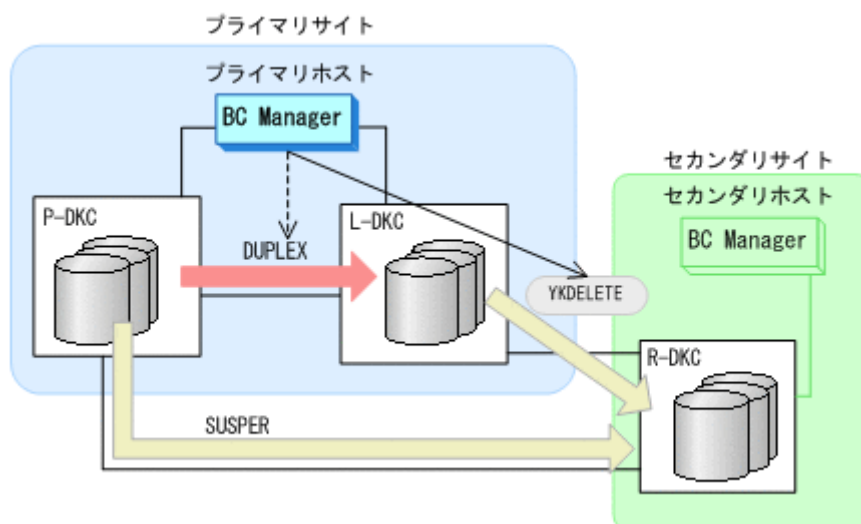 プライマリサイト
プライマリホスト
BC Manager
セカンダリサイト
セカンダリホスト
P-DKC
L-DKC
BC Manager
DUPLEX
YKDELETE
R-DKC
SUSPER